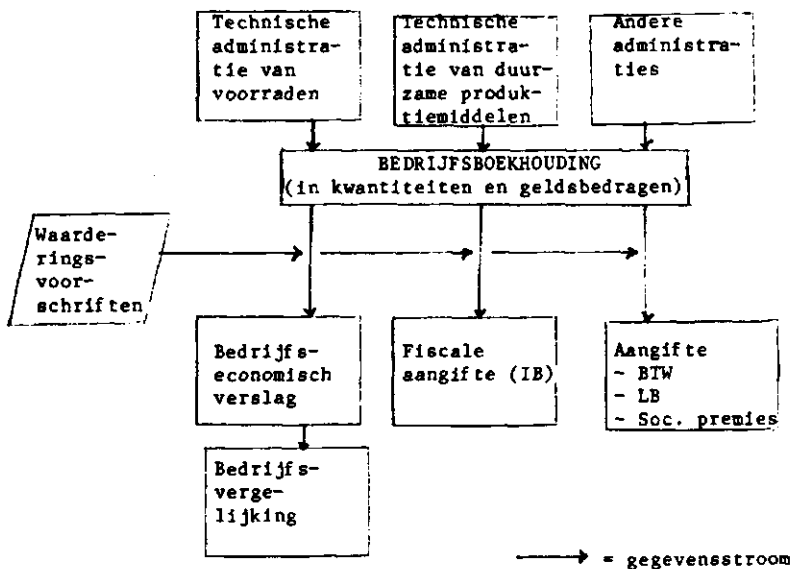 Technische
administra-
tie van
voorraden
Technische
administra-
tie van duur-
zame produk-
tiemiddelen
Andere
administra-
ties
BEDRIJFSBOEKHOUDING
(in kwantiteiten en geldsbedragen)
Waarde-
rings-
voor-
schriften
Bedrijfs-
economisch
verslag
Fiscale
aangifte (IB)
Aangifte
~ BTW
- LB
~ Soc. premies
Bedrijfs-
verge-
lijking
= gegevensstroom